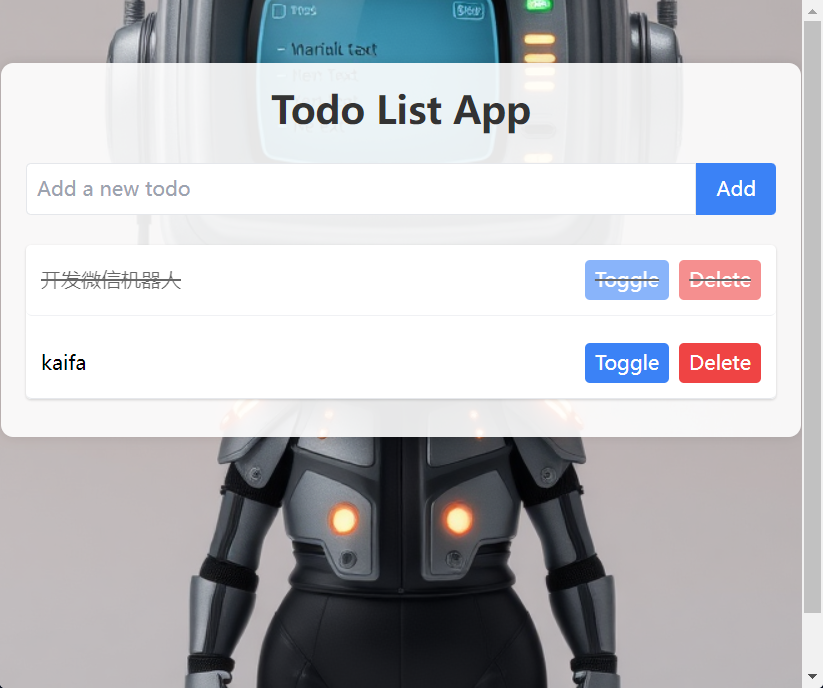 Todo List App
Add a new todo
Add
开发微信机器人
Toggle
Delete
kaifa
Toggle
Delete